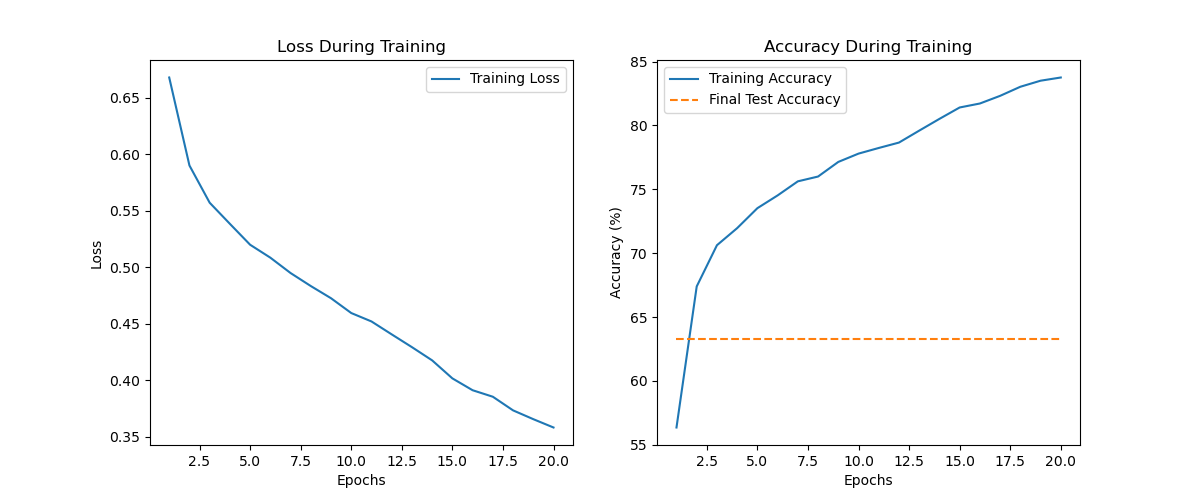 Loss During Training
Training Loss
0.65
0.60
0.55
0.50
0.45
0.40
0.35
Loss
2.5 5.0 7.5 10.0 12.5 15.0 17.5 20.0
Epochs
Accuracy During Training
Training Accuracy
Final Test Accuracy
85
80
75
70
65
60
55
Accuracy (%)
2.5 5.0 7.5 10.0 12.5 15.0 17.5 20.0
Epochs